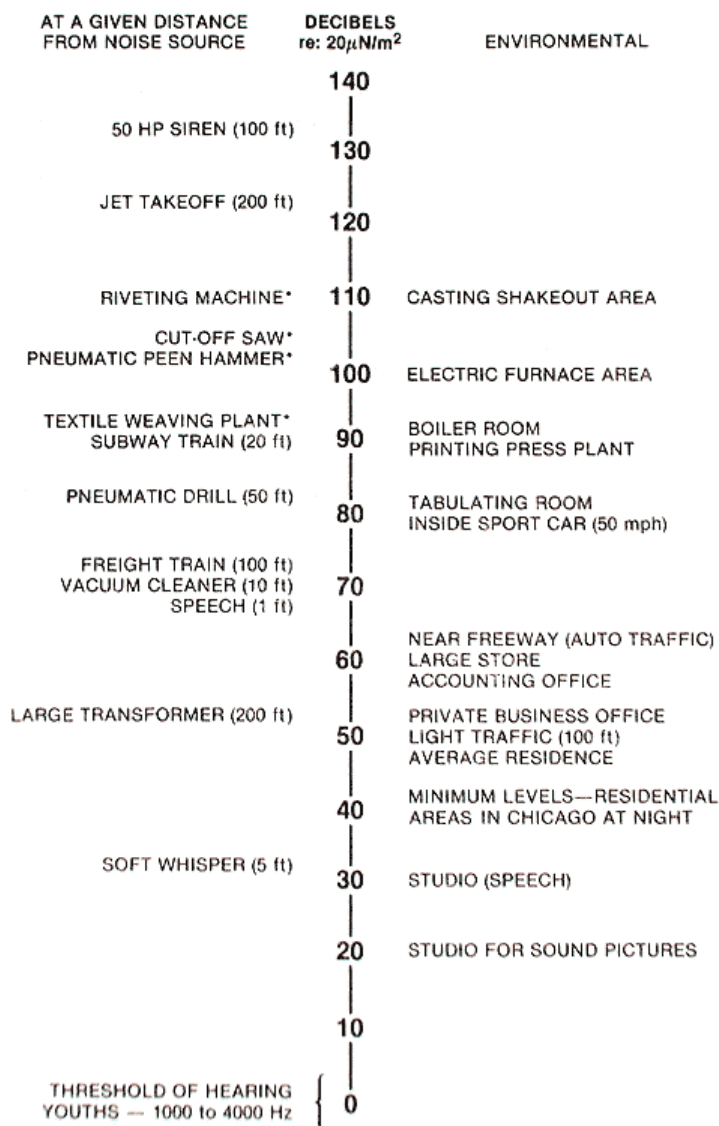 AT A GIVEN DISTANCE
FROM NOISE SOURCE
DECIBELS
re: 20μN/m²
ENVIRONMENTAL
140
50 HP SIREN (100 ft)
130
JET TAKEOFF (200 ft)
120
RIVETING MACHINE*
110
CASTING SHAKEOUT AREA
CUT-OFF SAW*
PNEUMATIC PEEN HAMMER*
100
ELECTRIC FURNACE AREA
TEXTILE WEAVING PLANT*
SUBWAY TRAIN (20 ft)
90
BOILER ROOM
PRINTING PRESS PLANT
PNEUMATIC DRILL (50 ft)
80
TABULATING ROOM
INSIDE SPORT CAR (50 mph)
FREIGHT TRAIN (100 ft)
VACUUM CLEANER (10 ft)
SPEECH (1 ft)
70
NEAR FREEWAY (AUTO TRAFFIC)
60
LARGE STORE
ACCOUNTING OFFICE
LARGE TRANSFORMER (200 ft)
50
PRIVATE BUSINESS OFFICE
LIGHT TRAFFIC (100 ft)
AVERAGE RESIDENCE
40
MINIMUM LEVELS—RESIDENTIAL
AREAS IN CHICAGO AT NIGHT
SOFT WHISPER (5 ft)
30
STUDIO (SPEECH)
20
STUDIO FOR SOUND PICTURES
10
THRESHOLD OF HEARING
YOUTHS — 1000 to 4000 Hz
0